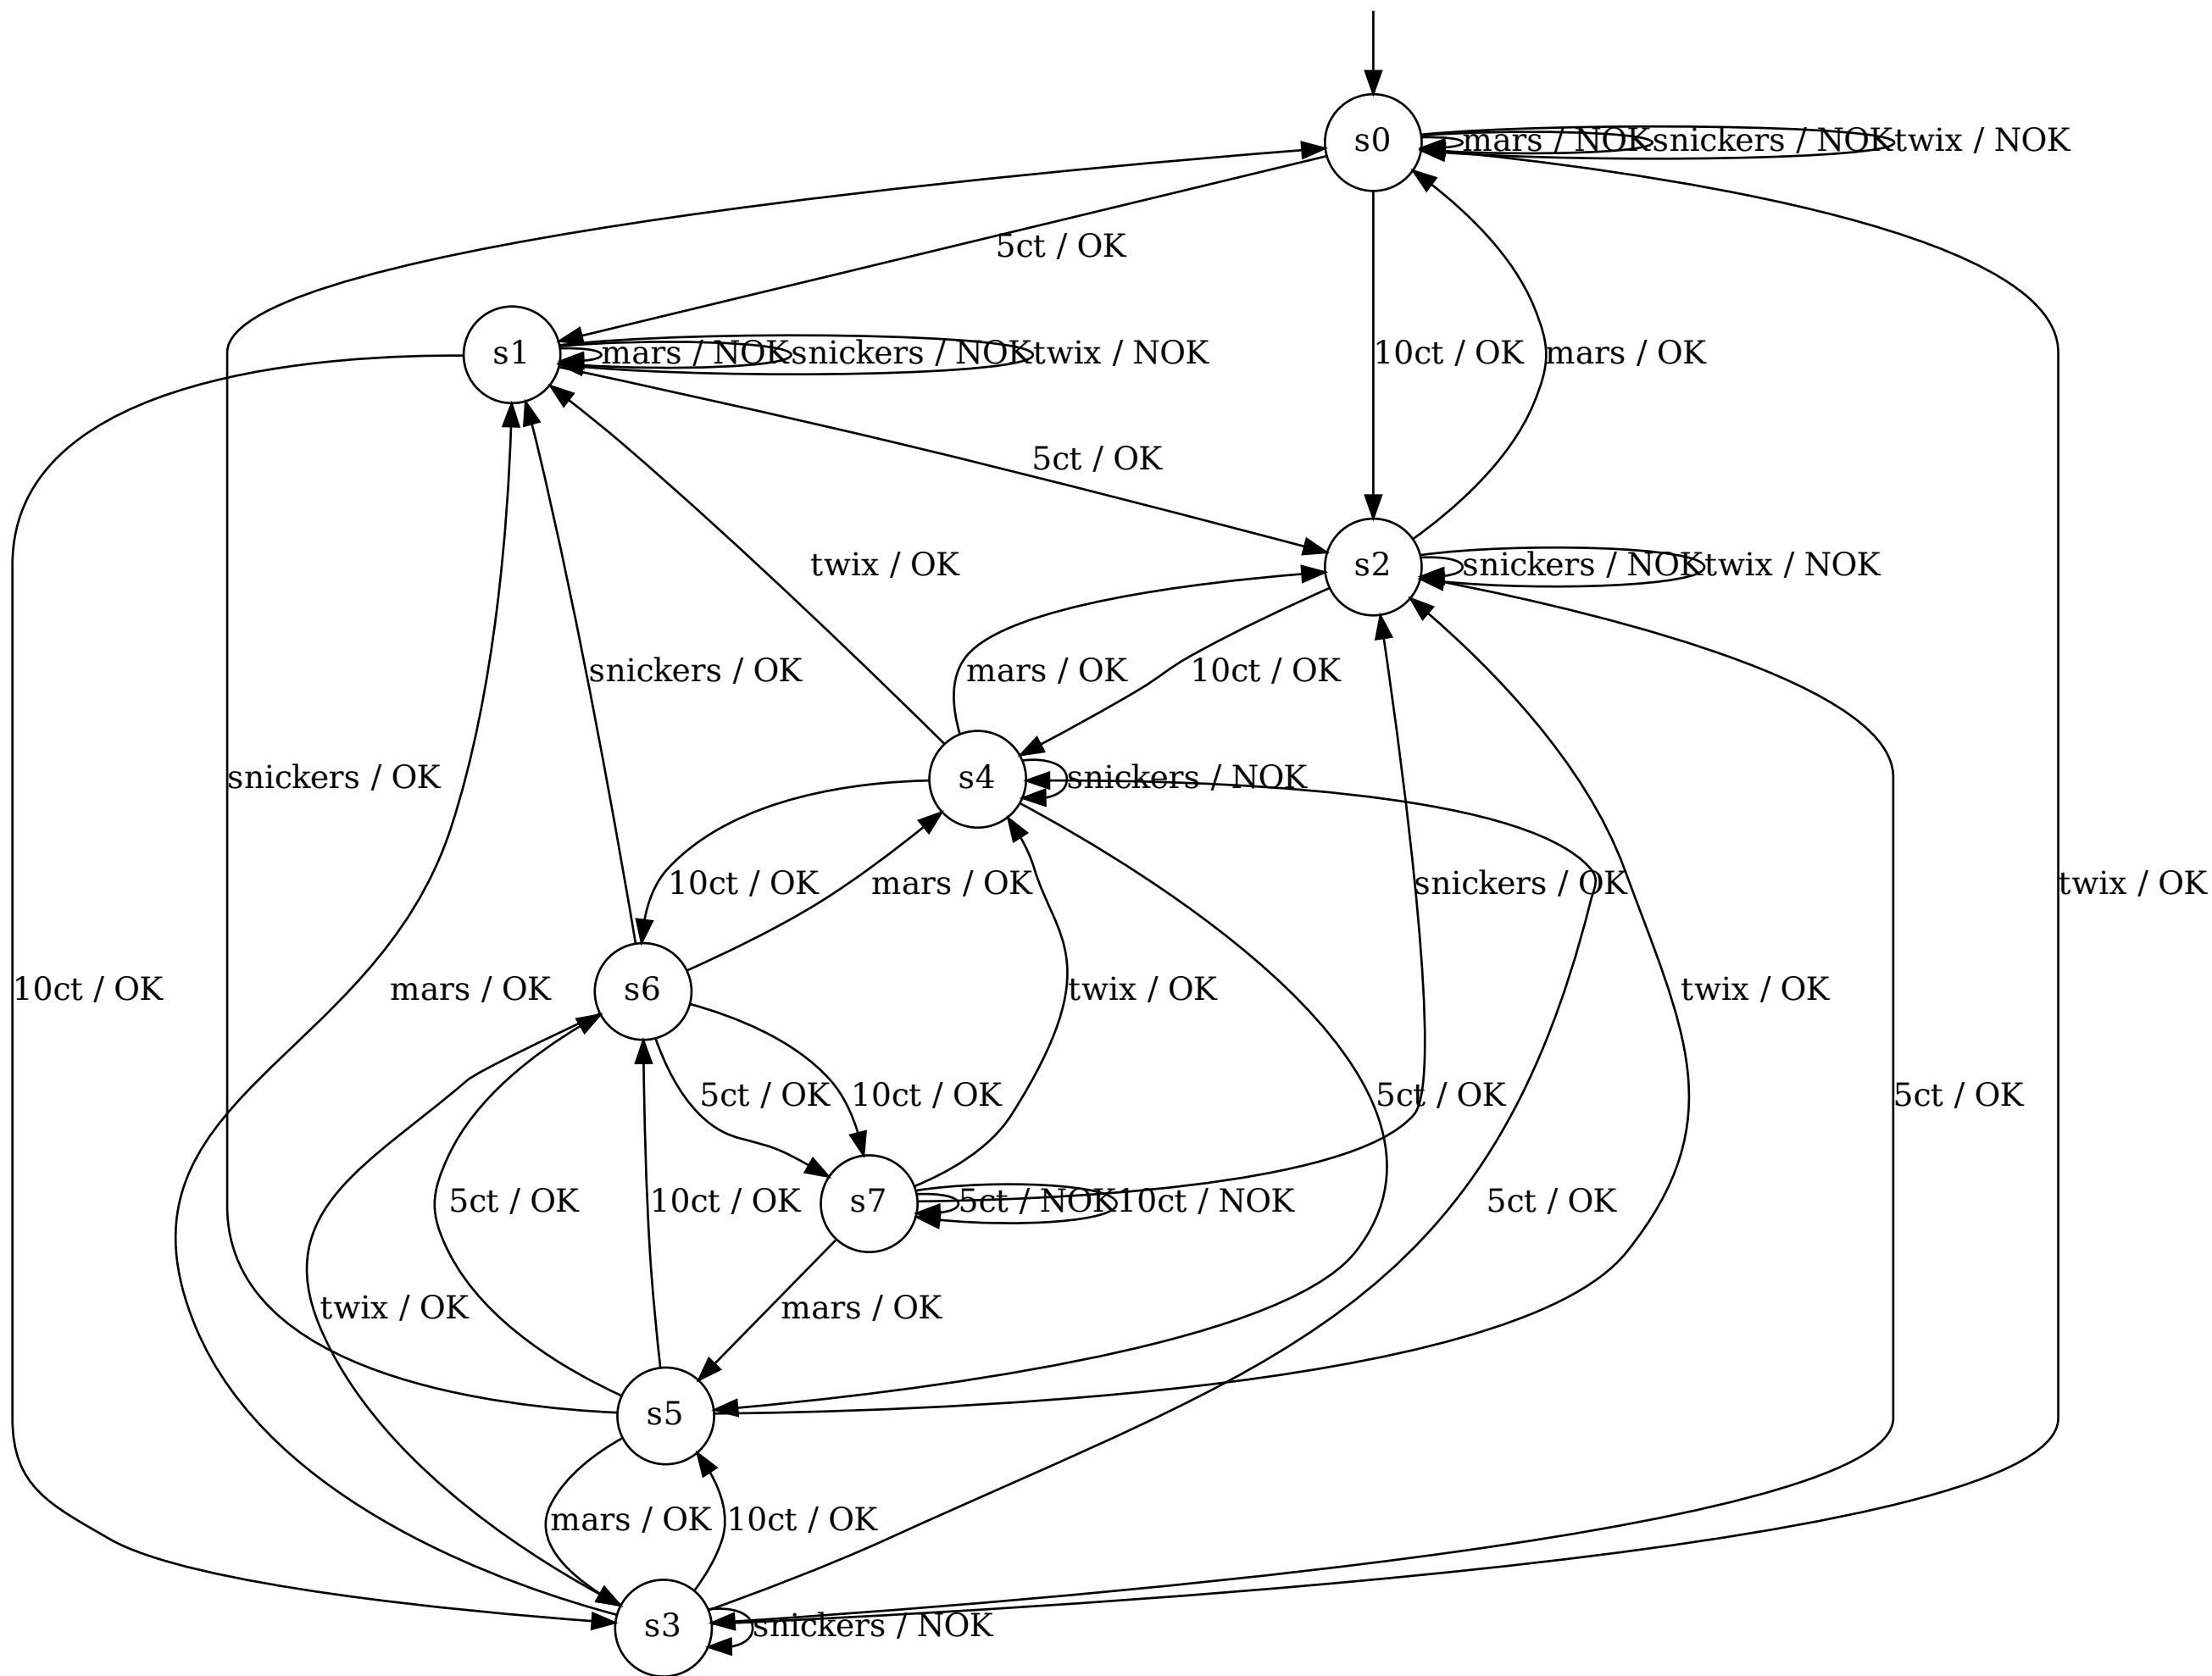 s0
mars / NOK
snickers / NOK
twix / NOK
5ct / OK
s1
mars / NOK
snickers / NOK
twix / NOK
10ct / OK
mars / OK
5ct / OK
twix / OK
s2
snickers / NOK
twix / NOK
snickers / OK
mars / OK
10ct / OK
snickers / OK
s4
snickers / NOK
10ct / OK
mars / OK
snickers / OK
twix / OK
10ct / OK
mars / OK
s6
twix / OK
twix / OK
5ct / OK
10ct / OK
5ct / OK
5ct / OK
5ct / OK
10ct / OK
s7
5ct / NOK
10ct / NOK
5ct / OK
twix / OK
mars / OK
s5
mars / OK
10ct / OK
s3
snickers / NOK